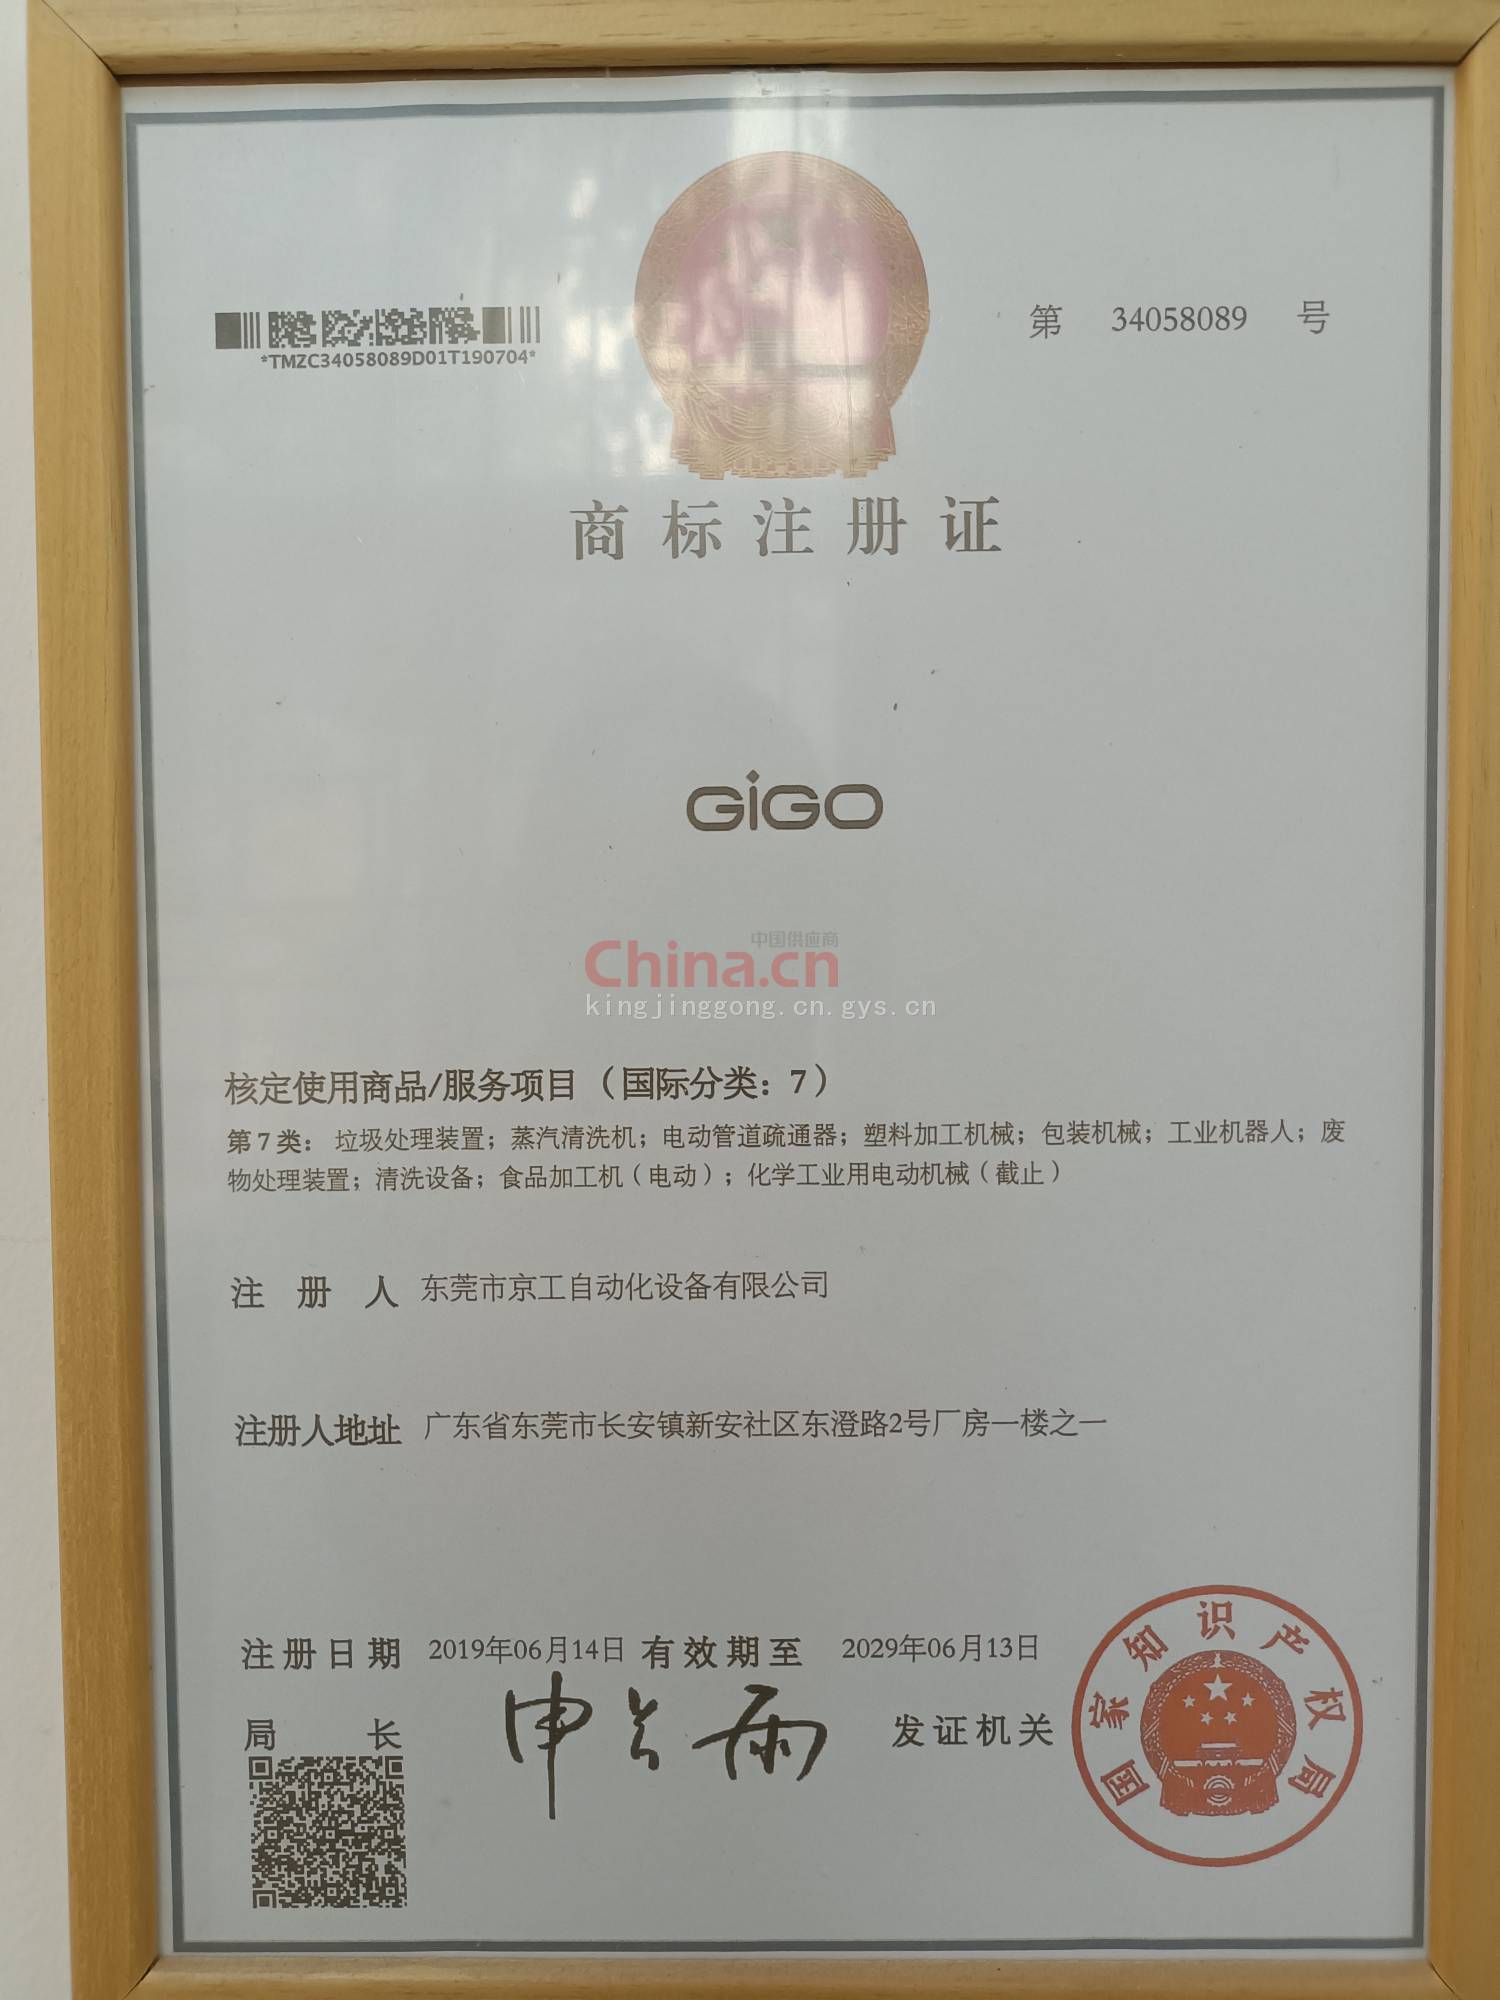 *TMZC34058089D01T190704*
第 34058089 号
商标注册证
GiGO
中国供应商
China.cn
kingjinggong.cn.gys.cn
核定使用商品/服务项目（国际分类：7）
第7类：垃圾处理装置；蒸汽清洗机；电动管道疏通器；塑料加工机械；包装机械；工业机器人；废
物处理装置；清洗设备；食品加工机（电动）；化学工业用电动机械（截止）
注 册 人 东莞市京工自动化设备有限公司
注册人地址 广东省东莞市长安镇新安社区东澄路2号厂房一楼之一
注册日期 2019年06月14日 有效期至 2029年06月13日
局 长 申长雨 发证机关
国家知识产权局